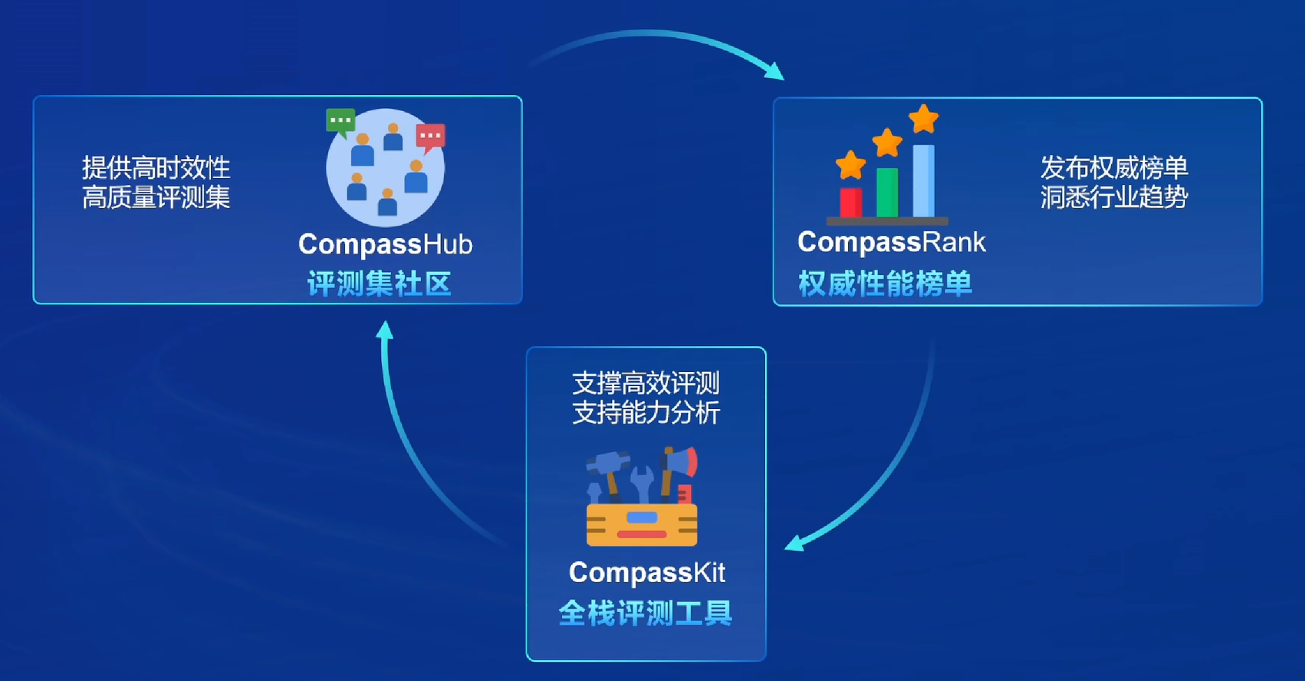 提供高时效性
高质量评测集
CompassHub
评测集社区
发布权威榜单
洞悉行业趋势
CompassRank
权威性能榜单
支撑高效评测
支持能力分析
CompassKit
全栈评测工具